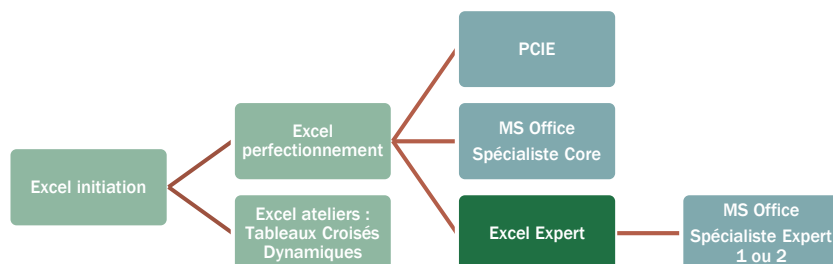 Excel initiation
Excel
perfectionnement
Excel ateliers :
Tableaux Croisés
Dynamiques
PCIE
MS Office
Spécialiste Core
Excel Expert
MS Office
Spécialiste Expert
1 ou 2